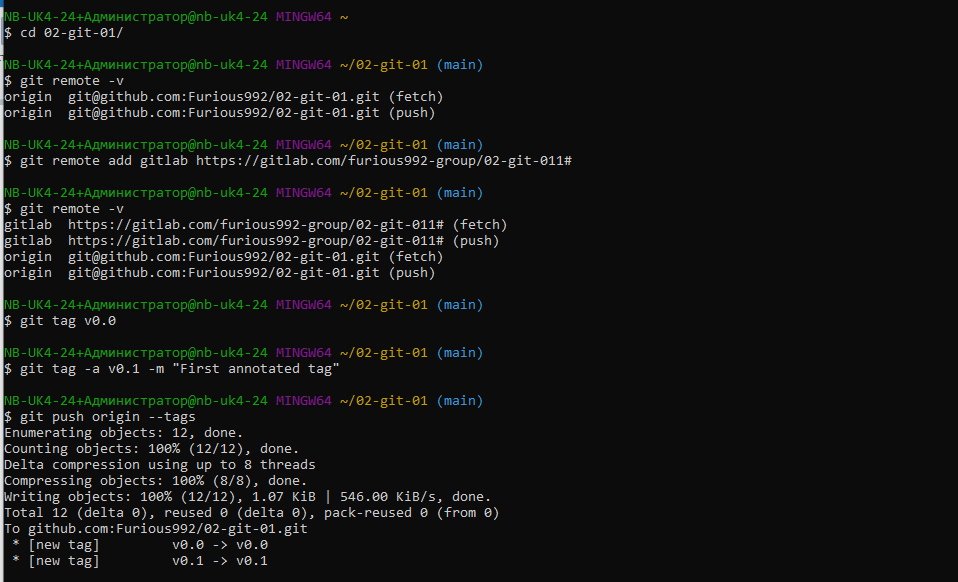 NB-UK4-24+Администратор@nb-uk4-24 MINGW64 ~
$ cd 02-git-01/
NB-UK4-24+Администратор@nb-uk4-24 MINGW64 ~/02-git-01 (main)
$ git remote -v
origin  git@github.com:Furious992/02-git-01.git (fetch)
origin  git@github.com:Furious992/02-git-01.git (push)
NB-UK4-24+Администратор@nb-uk4-24 MINGW64 ~/02-git-01 (main)
$ git remote add gitlab https://gitlab.com/furious992-group/02-git-011#
NB-UK4-24+Администратор@nb-uk4-24 MINGW64 ~/02-git-01 (main)
$ git remote -v
gitlab  https://gitlab.com/furious992-group/02-git-011# (fetch)
gitlab  https://gitlab.com/furious992-group/02-git-011# (push)
origin  git@github.com:Furious992/02-git-01.git (fetch)
origin  git@github.com:Furious992/02-git-01.git (push)
NB-UK4-24+Администратор@nb-uk4-24 MINGW64 ~/02-git-01 (main)
$ git tag v0.0
NB-UK4-24+Администратор@nb-uk4-24 MINGW64 ~/02-git-01 (main)
$ git tag -a v0.1 -m "First annotated tag"
NB-UK4-24+Администратор@nb-uk4-24 MINGW64 ~/02-git-01 (main)
$ git push origin --tags
Enumerating objects: 12, done.
Counting objects: 100% (12/12), done.
Delta compression using up to 8 threads
Compressing objects: 100% (8/8), done.
Writing objects: 100% (12/12), 1.07 KiB | 546.00 KiB/s, done.
Total 12 (delta 0), reused 0 (delta 0), pack-reused 0 (from 0)
To github.com:Furious992/02-git-01.git
 * [new tag]         v0.0 -> v0.0
 * [new tag]         v0.1 -> v0.1